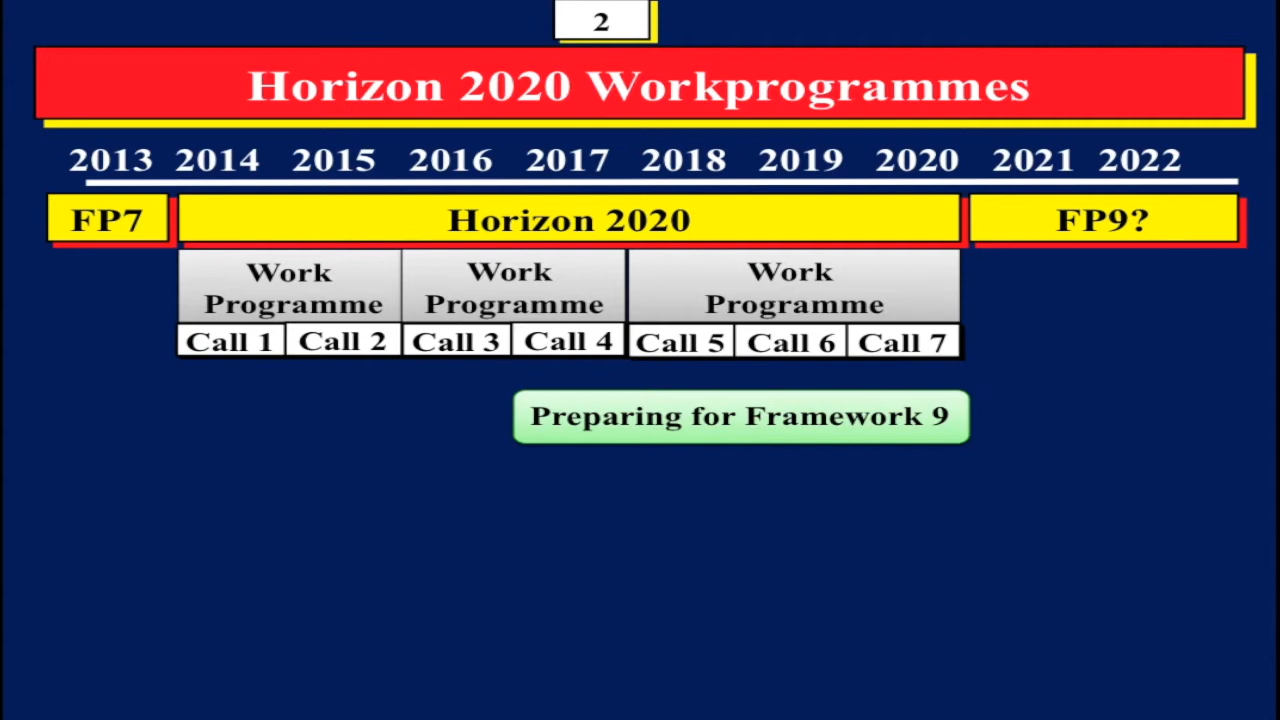 2
Horizon 2020 Workprogrammes
2013 2014 2015 2016 2017 2018 2019 2020 2021 2022
FP7 Horizon 2020 FP9?
Work Programme Work Programme Work Programme
Call 1 Call 2 Call 3 Call 4 Call 5 Call 6 Call 7
Preparing for Framework 9